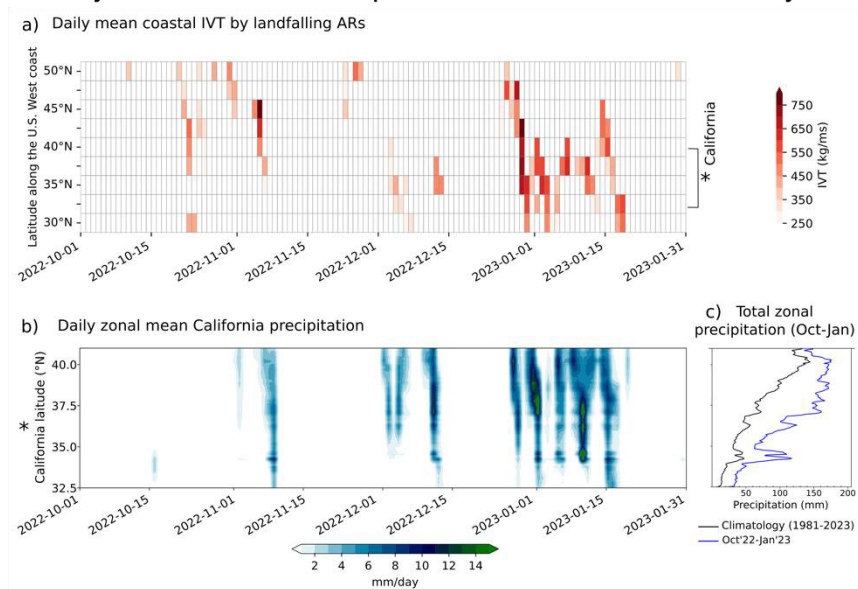 a) Daily mean coastal IVT by landfalling ARs
Latitude along the U.S. West coast
50°N
45°N
40°N
35°N
30°N
2022-10-01
2022-10-15
2022-11-01
2022-11-15
2022-12-01
2022-12-15
2023-01-01
2023-01-15
2023-01-31
* California
750
650
550
450
350
250
IVT (kg/ms)
b) Daily zonal mean California precipitation
* California laitude (°N)
40.0
37.5
35.0
32.5
2022-10-01
2022-10-15
2022-11-01
2022-11-15
2022-12-01
2022-12-15
2023-01-01
2023-01-15
2023-01-31
2 4 6 8 10 12 14
mm/day
c) Total zonal
precipitation (Oct-Jan)
50 100 150 200
Precipitation (mm)
Climatology (1981-2023)
Oct'22-Jan'23